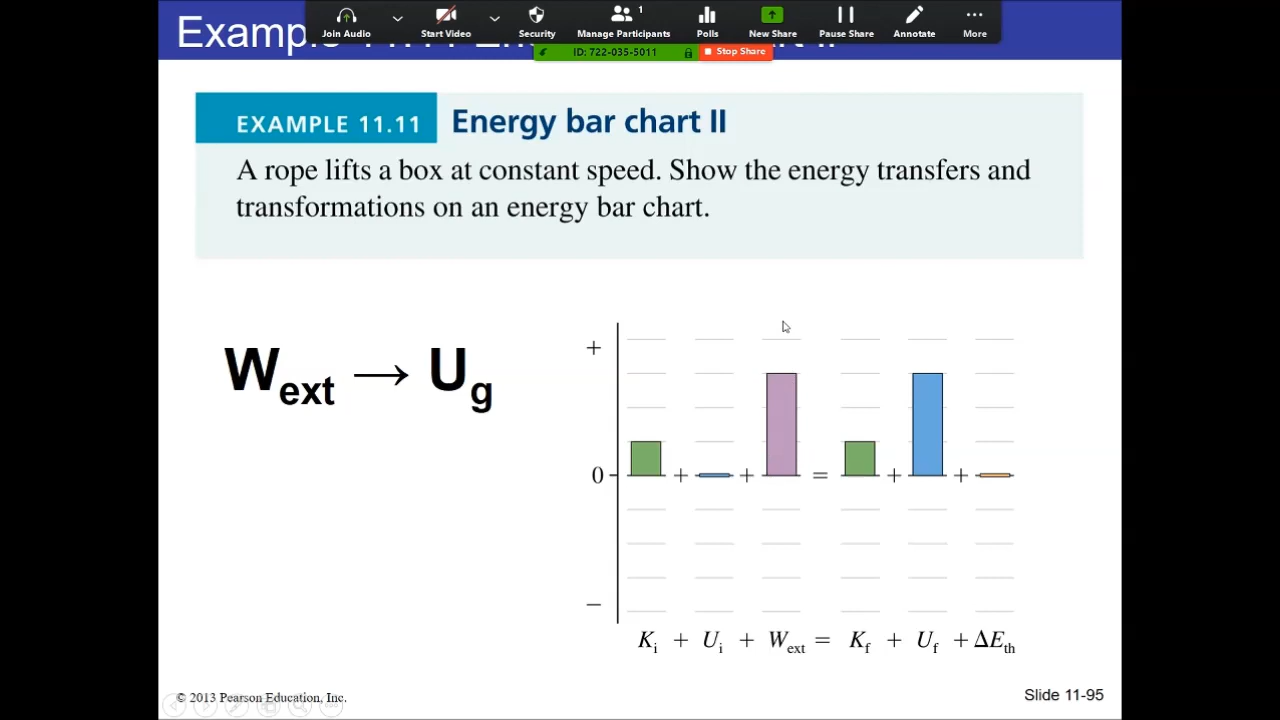 Join Audio
Start Video
Security
Manage Participants
1
Polls
New Share
Pause Share
Annotate
More
ID: 722-035-5011
Stop Share
EXAMPLE 11.11 Energy bar chart II
A rope lifts a box at constant speed. Show the energy transfers and
transformations on an energy bar chart.
Wext → Ug
+
0
+ + = + +
−
Ki + Ui + Wext = Kf + Uf + ΔEth
© 2013 Pearson Education, Inc.
Slide 11-95